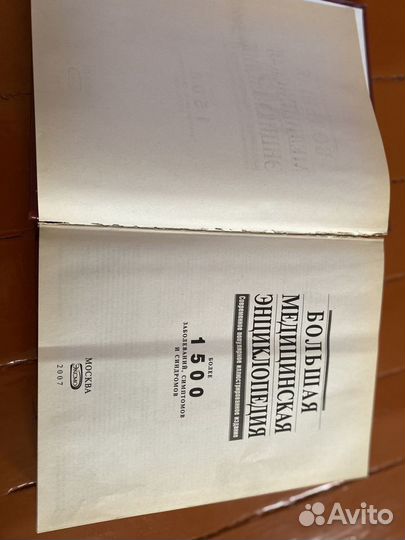 БОЛЬШАЯ
МЕДИЦИНСКАЯ
ЭНЦИКЛОПЕДИЯ
Современное популярное иллюстрированное издание
БОЛЕЕ
1500
ЗАБОЛЕВАНИЙ, СИМПТОМОВ
И СИНДРОМОВ
МОСКВА
ЭКСМО
2007
Avito